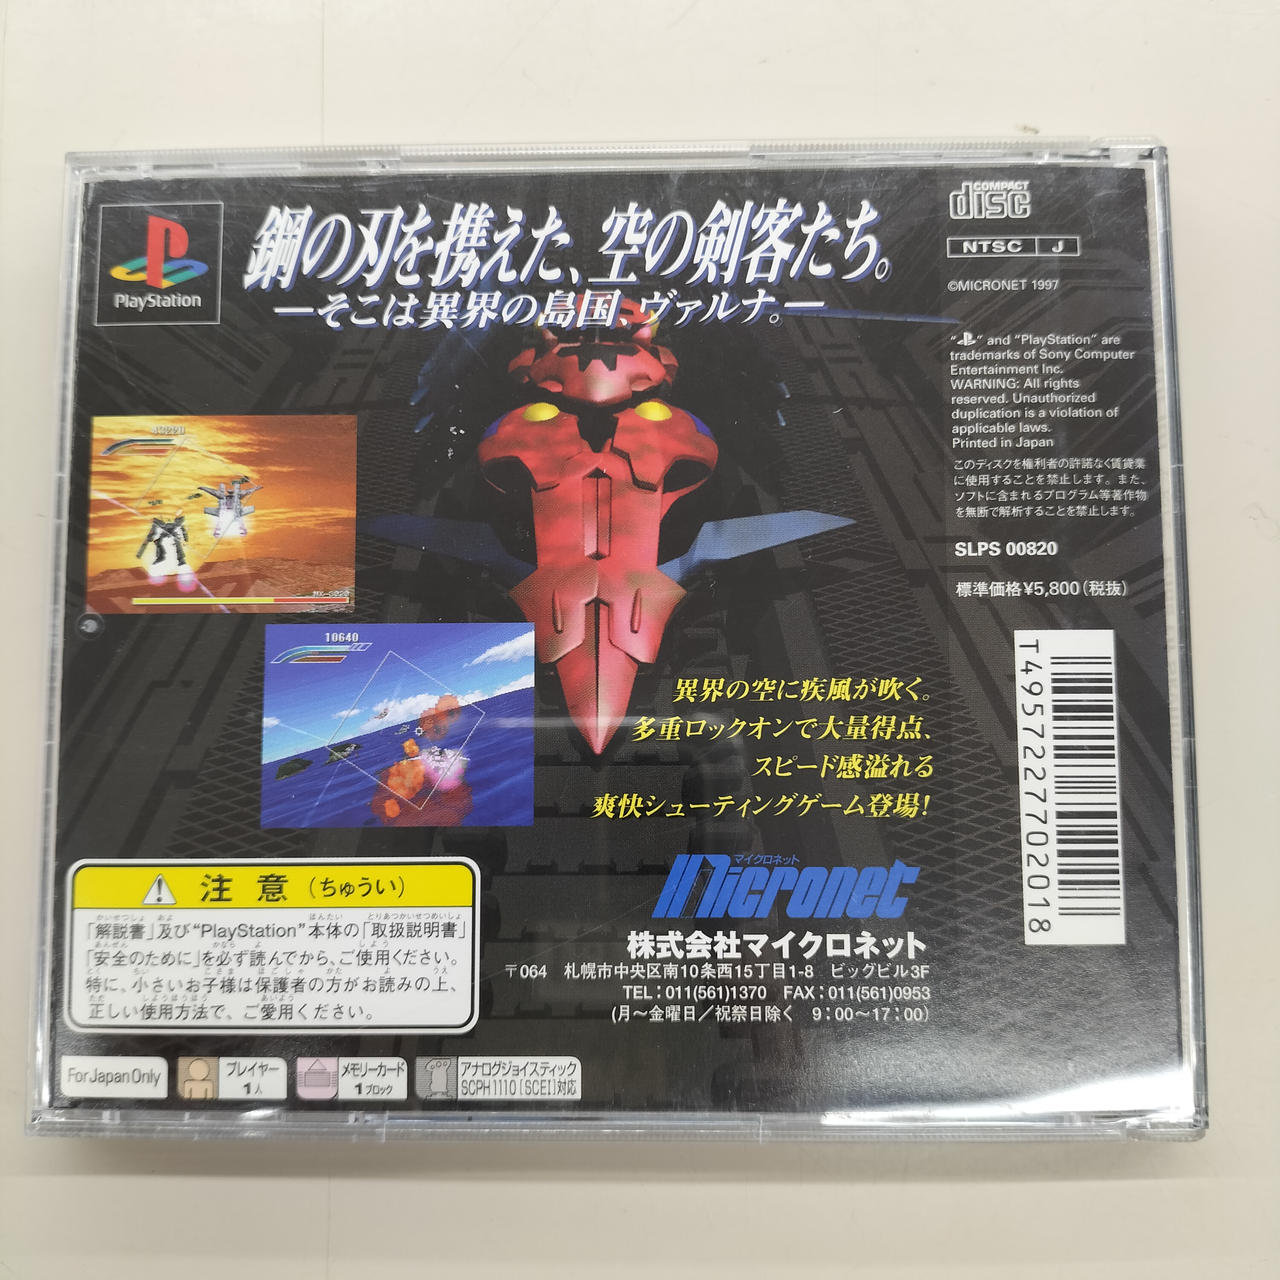 PlayStation
鋼の刃を携えた、空の剣客たち。
―そこは異界の島国、ヴァルナ。―
COMPACT
disc
NTSC J
©MICRONET 1997
"PS" and "PlayStation" are
trademarks of Sony Computer
Entertainment Inc.
WARNING: All rights
reserved. Unauthorized
duplication is a violation of
applicable laws.
Printed in Japan
このディスクを権利者の許諾なく賃貸業
に使用することを禁止します。また、
ソフトに含まれるプログラム等著作物
を無断で解析することを禁止します。
SLPS 00820
標準価格¥5,800(税抜)
T4957227702018
43220
10640
異界の空に疾風が吹く。
多重ロックオンで大量得点、
スピード感溢れる
爽快シューティングゲーム登場!
マイクロネット
Micronet
株式会社マイクロネット
〒064 札幌市中央区南10条西15丁目1-8 ビッグビル3F
TEL:011(561)1370 FAX:011(561)0953
(月～金曜日/祝祭日除く 9:00～17:00)
注意(ちゅうい)
「解説書」及び"PlayStation"本体の「取扱説明書」
「安全のために」を必ず読んでから、ご使用ください。
特に、小さいお子様は保護者の方がお読みの上、
正しい使用方法で、ご愛用ください。
For Japan Only
プレイヤー
1人
メモリーカード
1ブロック
アナログジョイスティック
SCPH1110[SCEI]対応